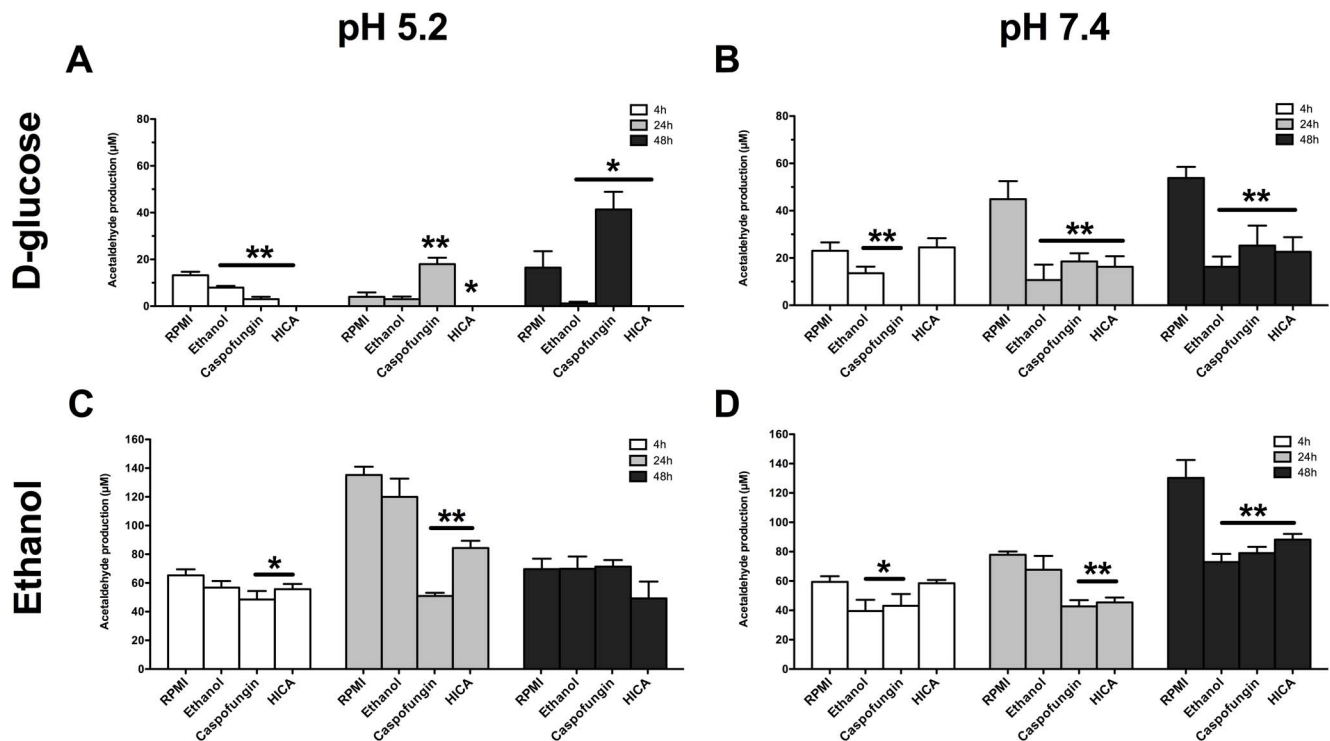 pH 5.2
pH 7.4
A
B
D-glucose
Acetaldehyde production (µM)
80
60
40
20
0
4h
24h
48h
**
**
*
*
RPMI
Ethanol
Caspofungin
HICA
RPMI
Ethanol
Caspofungin
HICA
RPMI
Ethanol
Caspofungin
HICA
Acetaldehyde production (µM)
80
60
40
20
0
4h
24h
48h
**
**
**
RPMI
Ethanol
Caspofungin
HICA
RPMI
Ethanol
Caspofungin
HICA
RPMI
Ethanol
Caspofungin
HICA
C
D
Ethanol
Acetaldehyde production (µM)
160
140
120
100
80
60
40
20
0
4h
24h
48h
*
**
RPMI
Ethanol
Caspofungin
HICA
RPMI
Ethanol
Caspofungin
HICA
RPMI
Ethanol
Caspofungin
HICA
Acetaldehyde production (µM)
160
140
120
100
80
60
40
20
0
4h
24h
48h
*
**
**
RPMI
Ethanol
Caspofungin
HICA
RPMI
Ethanol
Caspofungin
HICA
RPMI
Ethanol
Caspofungin
HICA